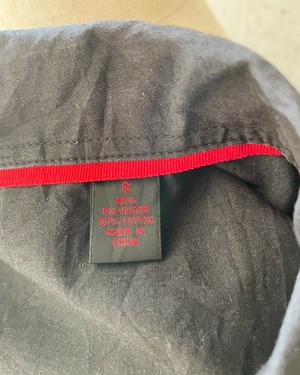 S
65%
POLYESTER
35% COTTON
MADE IN
CHINA